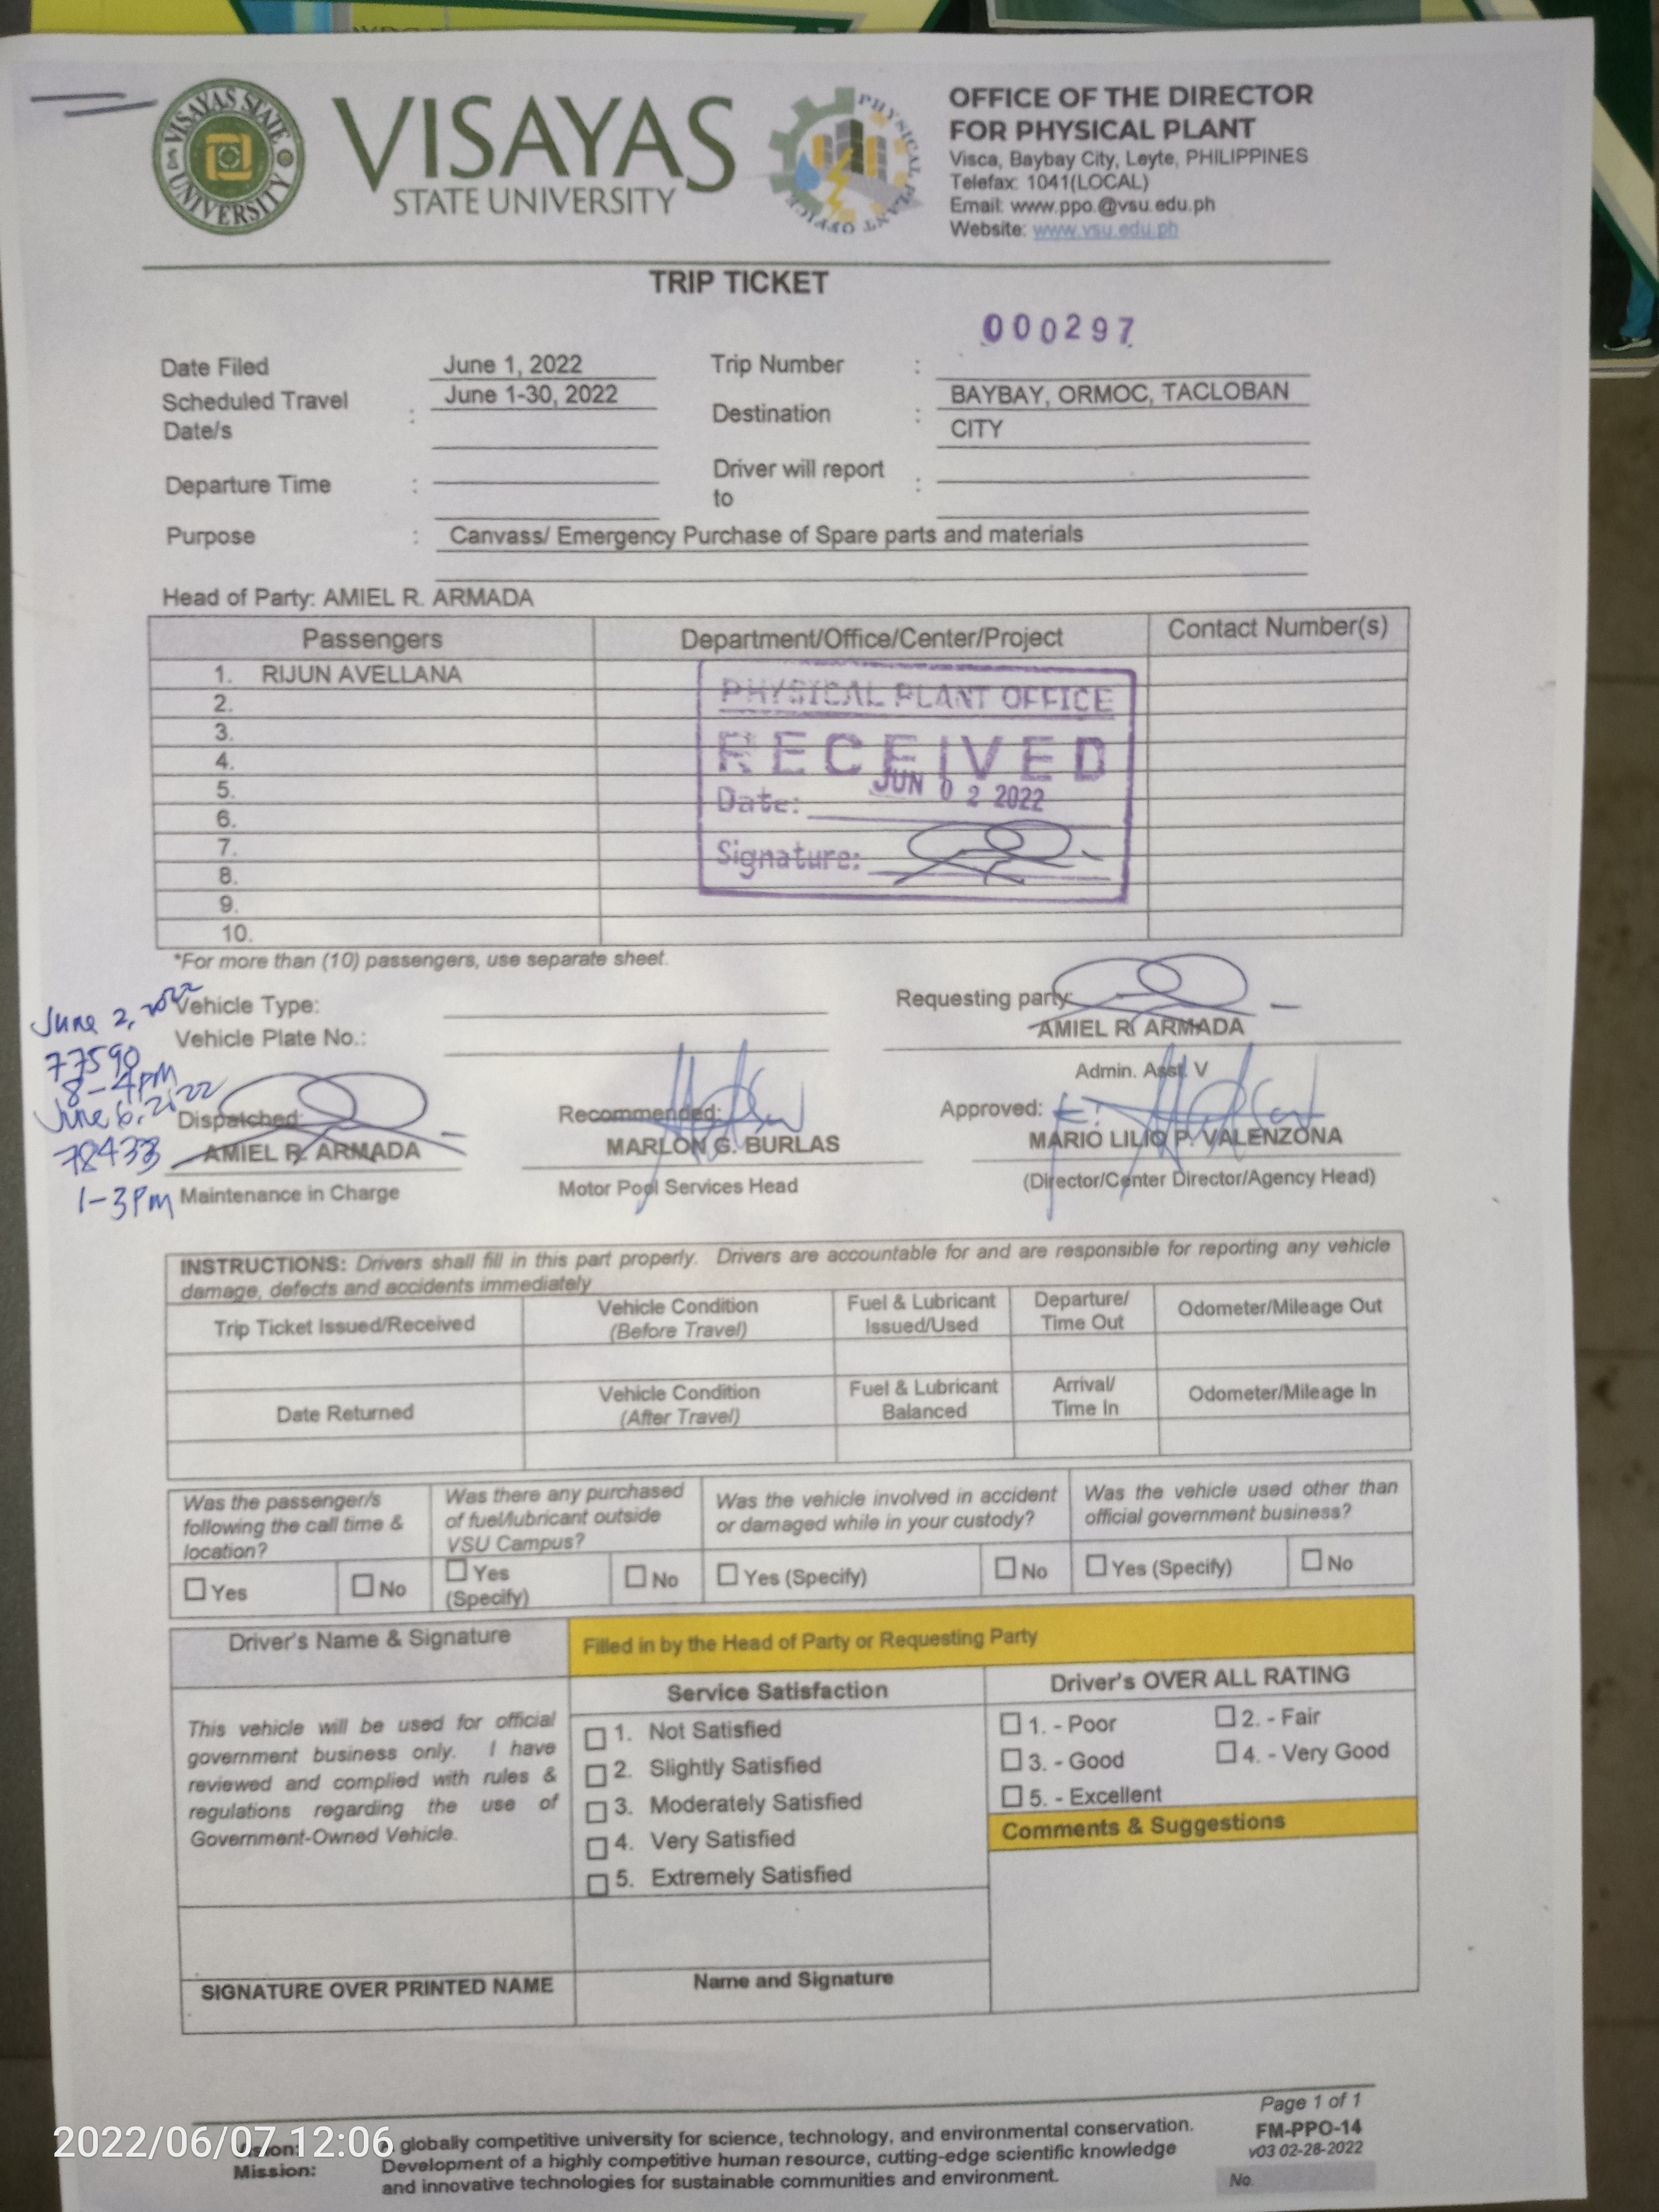 VISAYAS STATE UNIVERSITY
VISAYAS
STATE UNIVERSITY
PHYSICAL PLANT OFFICE
OFFICE OF THE DIRECTOR
FOR PHYSICAL PLANT
Visca, Baybay City, Leyte, PHILIPPINES
Telefax: 1041(LOCAL)
Email: www.ppo.@vsu.edu.ph
Website: www.vsu.edu.ph
TRIP TICKET
000297
Date Filed June 1, 2022 Trip Number :
Scheduled Travel Date/s : June 1-30, 2022 Destination : BAYBAY, ORMOC, TACLOBAN
CITY
Departure Time : Driver will report to :
Purpose : Canvass/ Emergency Purchase of Spare parts and materials
Head of Party: AMIEL R. ARMADA
Passengers Department/Office/Center/Project Contact Number(s)
1. RIJUN AVELLANA
2.
3.
4.
5.
6.
7.
8.
9.
10.
PHYSICAL PLANT OFFICE
RECEIVED
Date: JUN 02 2022
Signature:
*For more than (10) passengers, use separate sheet.
June 2, 2022
77590
8-4PM
June 6, 2022
78433
1-3PM
Vehicle Type:
Vehicle Plate No.:
Requesting party:
AMIEL R. ARMADA
Admin. Asst. V
Dispatched: Recommended: Approved:
AMIEL R. ARMADA MARLON G. BURLAS MARIO LILIO P. VALENZONA
Maintenance in Charge Motor Pool Services Head (Director/Center Director/Agency Head)
INSTRUCTIONS: Drivers shall fill in this part properly. Drivers are accountable for and are responsible for reporting any vehicle
damage, defects and accidents immediately
Trip Ticket Issued/Received Vehicle Condition (Before Travel) Fuel & Lubricant Issued/Used Departure/ Time Out Odometer/Mileage Out
Date Returned Vehicle Condition (After Travel) Fuel & Lubricant Balanced Arrival/ Time In Odometer/Mileage In
Was the passenger/s following the call time & location?
Yes No
Was there any purchased of fuel/lubricant outside VSU Campus?
Yes (Specify) No
Was the vehicle involved in accident or damaged while in your custody?
Yes (Specify) No
Was the vehicle used other than official government business?
Yes (Specify) No
Driver's Name & Signature
Filled in by the Head of Party or Requesting Party
This vehicle will be used for official
government business only. I have
reviewed and complied with rules &
regulations regarding the use of
Government-Owned Vehicle.
SIGNATURE OVER PRINTED NAME
Service Satisfaction
1. Not Satisfied
2. Slightly Satisfied
3. Moderately Satisfied
4. Very Satisfied
5. Extremely Satisfied
Name and Signature
Driver's OVER ALL RATING
1. - Poor 2. - Fair
3. - Good 4. - Very Good
5. - Excellent
Comments & Suggestions
globally competitive university for science, technology, and environmental conservation.
Mission: Development of a highly competitive human resource, cutting-edge scientific knowledge
and innovative technologies for sustainable communities and environment.
Page 1 of 1
FM-PPO-14
v03 02-28-2022
No.
2022/06/07 12:06